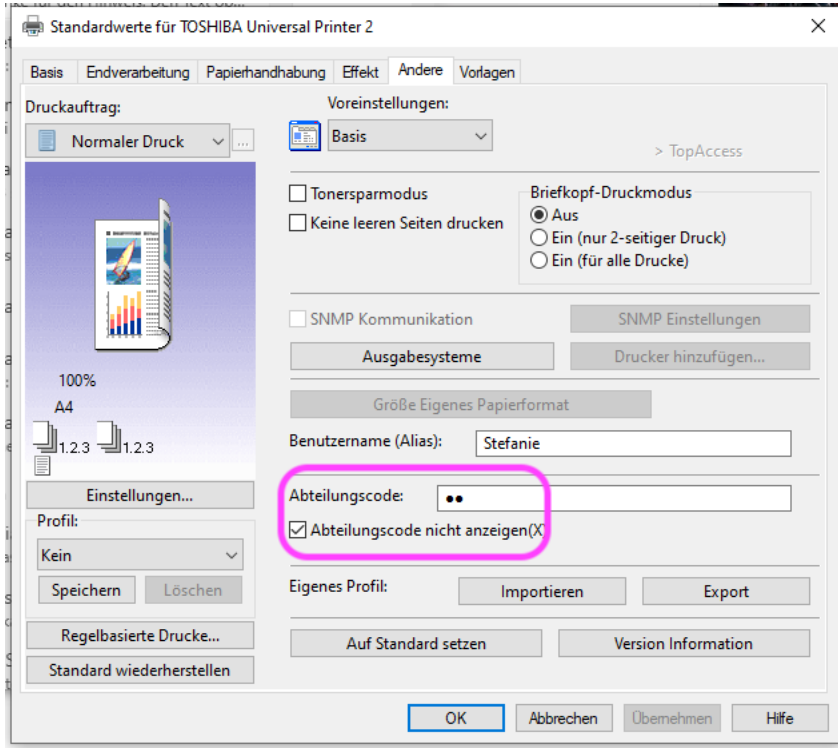 Standardwerte für TOSHIBA Universal Printer 2
Basis Endverarbeitung Papierhandhabung Effekt Andere Vorlagen
Druckauftrag:
Normaler Druck ...
100%
A4
1.2.3 1.2.3
Einstellungen...
Profil:
Kein
Speichern Löschen
Regelbasierte Drucke...
Standard wiederherstellen
Voreinstellungen:
Basis
> TopAccess
Tonersparmodus
Keine leeren Seiten drucken
Briefkopf-Druckmodus
Aus
Ein (nur 2-seitiger Druck)
Ein (für alle Drucke)
SNMP Kommunikation SNMP Einstellungen
Ausgabesysteme Drucker hinzufügen...
Größe Eigenes Papierformat
Benutzername (Alias): Stefanie
Abteilungscode: ●●
Abteilungscode nicht anzeigen(X)
Eigenes Profil: Importieren Export
Auf Standard setzen Version Information
OK Abbrechen Übernehmen Hilfe